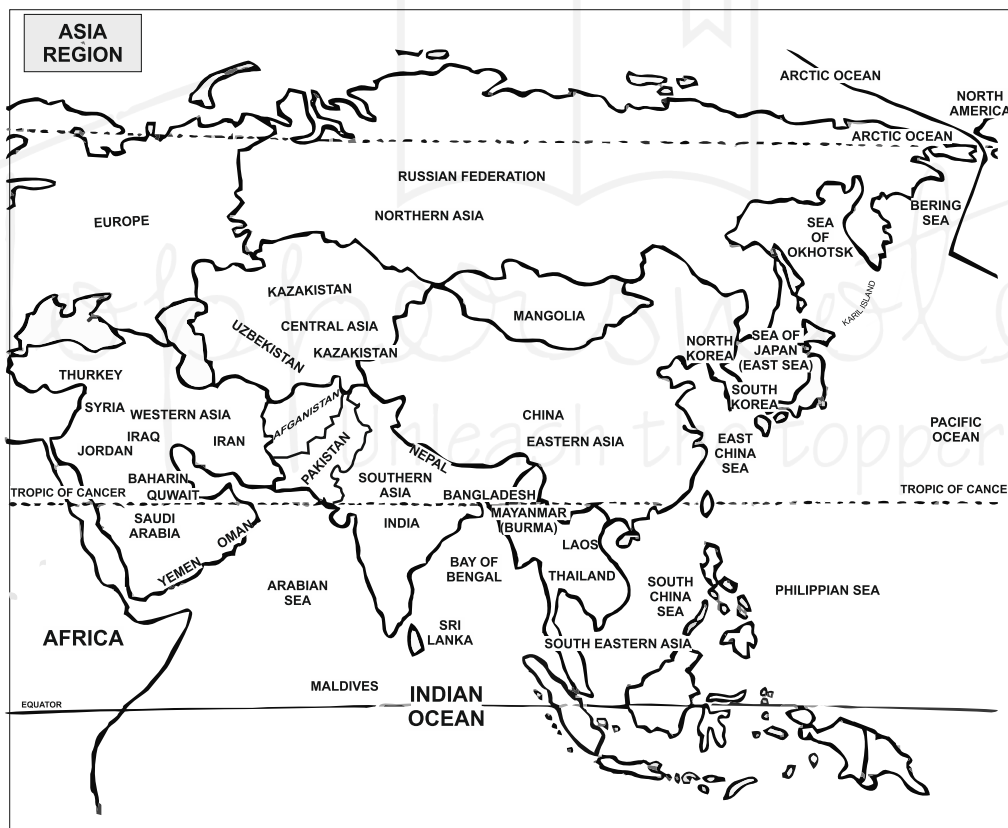 ASIA
REGION
ARCTIC OCEAN
NORTH
AMERICA
ARCTIC OCEAN
RUSSIAN FEDERATION
NORTHERN ASIA
EUROPE
BERING
SEA
SEA
OF
OKHOTSK
KARIL ISLAND
KAZAKISTAN
CENTRAL ASIA
UZBEKISTAN
KAZAKISTAN
MANGOLIA
NORTH
KOREA
SEA OF
JAPAN
(EAST SEA)
SOUTH
KOREA
THURKEY
SYRIA
WESTERN ASIA
IRAQ
JORDAN
IRAN
AFGANISTAN
PAKISTAN
CHINA
EASTERN ASIA
EAST
CHINA
SEA
PACIFIC
OCEAN
NEPAL
BAHARIN
QUWAIT
SOUTHERN
ASIA
BANGLADESH
TROPIC OF CANCER
TROPIC OF CANCE
SAUDI
ARABIA
OMAN
YEMEN
INDIA
MAYANMAR
(BURMA)
LAOS
THAILAND
BAY OF
BENGAL
ARABIAN
SEA
SOUTH
CHINA
SEA
PHILIPPIAN SEA
AFRICA
SRI
LANKA
SOUTH EASTERN ASIA
MALDIVES
INDIAN
OCEAN
EQUATOR
unleash the topper